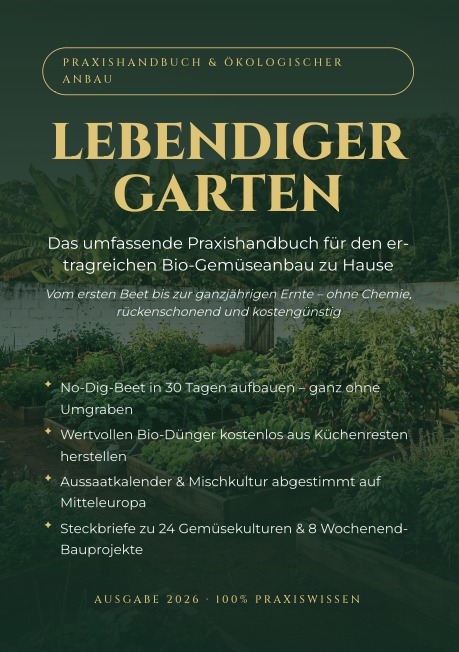 PRAXISHANDBUCH & ÖKOLOGISCHER
ANBAU
LEBENDIGER
GARTEN
Das umfassende Praxishandbuch für den er-
tragreichen Bio-Gemüseanbau zu Hause
Vom ersten Beet bis zur ganzjährigen Ernte – ohne Chemie,
rückenschonend und kostengünstig
✦ No-Dig-Beet in 30 Tagen aufbauen – ganz ohne
Umgraben
✦ Wertvollen Bio-Dünger kostenlos aus Küchenresten
herstellen
✦ Aussaatkalender & Mischkultur abgestimmt auf
Mitteleuropa
✦ Steckbriefe zu 24 Gemüsekulturen & 8 Wochenend-
Bauprojekte
AUSGABE 2026 · 100% PRAXISWISSEN